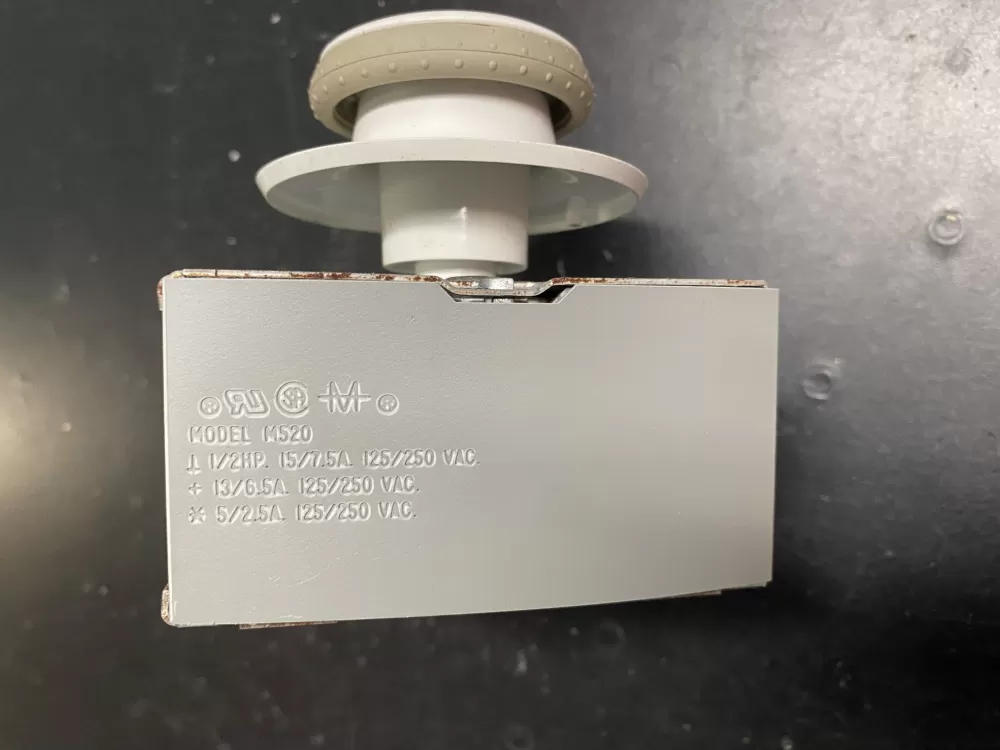 MODEL M520
⊥ 1/2HP. 15/7.5A. 125/250 VAC.
+ 13/6.5A. 125/250 VAC.
* 5/2.5A. 125/250 VAC.